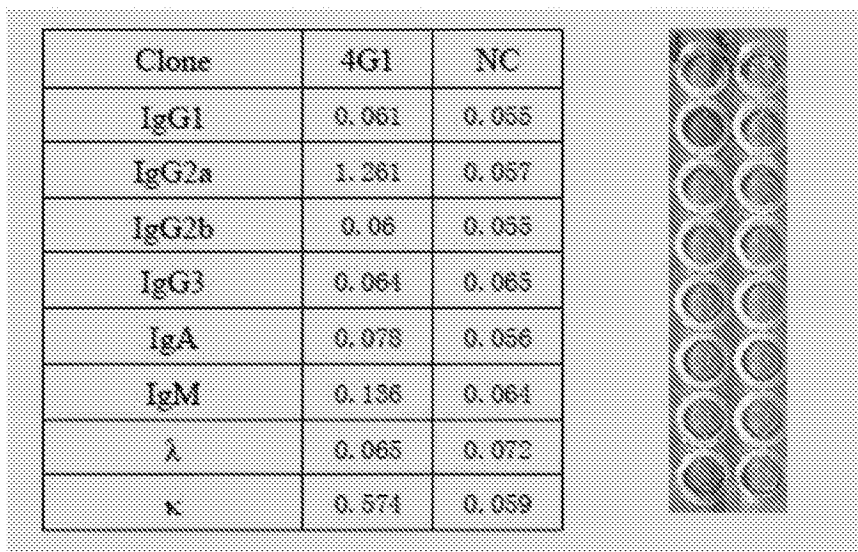 Clone 4G1 NC
IgG1 0.061 0.055
IgG2a 1.261 0.057
IgG2b 0.06 0.055
IgG3 0.064 0.065
IgA 0.078 0.056
IgM 0.136 0.064
λ 0.065 0.072
κ 0.574 0.059